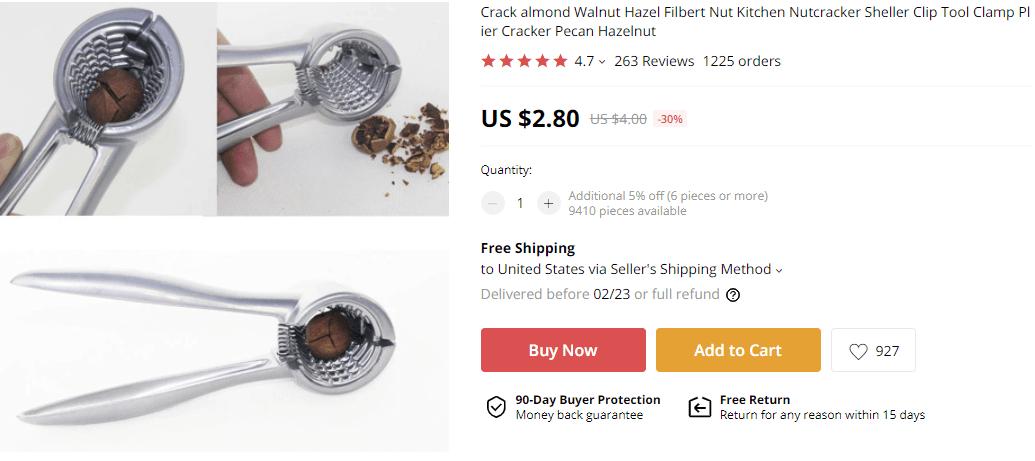 Crack almond Walnut Hazel Filbert Nut Kitchen Nutcracker Sheller Clip Tool Clamp Pl
ier Cracker Pecan Hazelnut
4.7 263 Reviews 1225 orders
US $2.80 US $4.00 -30%
Quantity:
1
Additional 5% off (6 pieces or more)
9410 pieces available
Free Shipping
to United States via Seller's Shipping Method
Delivered before 02/23 or full refund ?
Buy Now
Add to Cart
927
90-Day Buyer Protection
Money back guarantee
Free Return
Return for any reason within 15 days